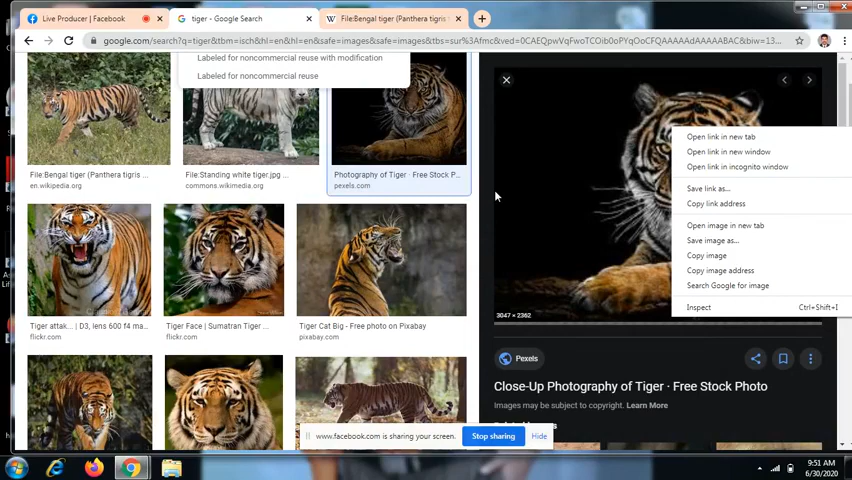 Live Producer | Facebook
tiger - Google Search
File:Bengal tiger (Panthera tigris
google.com/search?q=tiger&tbm=isch&hl=en&hl=en&safe=images&safe=images&tbs=sur%3Afmc&ved=0CAEQpwVqFwoTCOib0oPYqOoCFQAAAAAdAAAAABAC&biw=13...
Labeled for noncommercial reuse with modification
Labeled for noncommercial reuse
File:Bengal tiger (Panthera tigris ...
en.wikipedia.org
File:Standing white tiger.jpg ...
commons.wikimedia.org
Photography of Tiger · Free Stock P...
pexels.com
Tiger attak... | D3, lens 600 f4 ma...
flickr.com
Tiger Face | Sumatran Tiger ...
flickr.com
Tiger Cat Big - Free photo on Pixabay
pixabay.com
Open link in new tab
Open link in new window
Open link in incognito window
Save link as...
Copy link address
Open image in new tab
Save image as...
Copy image
Copy image address
Search Google for image
Inspect Ctrl+Shift+I
3047 × 2362
Pexels
Close-Up Photography of Tiger · Free Stock Photo
Images may be subject to copyright. Learn More
www.facebook.com is sharing your screen.
Stop sharing
Hide
9:51 AM
6/30/2020